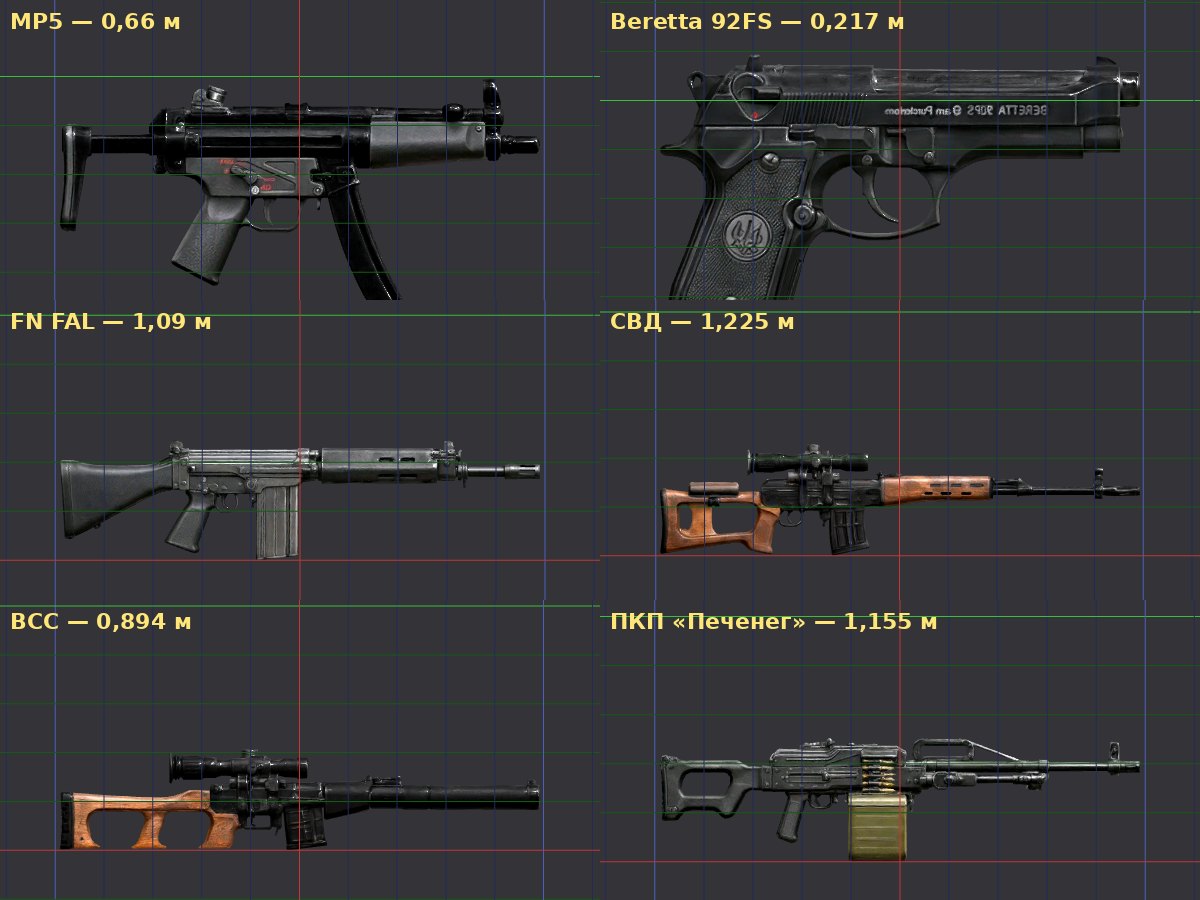 MP5 — 0,66 м
Beretta 92FS — 0,217 м
FN FAL — 1,09 м
СВД — 1,225 м
ВСС — 0,894 м
ПКП «Печенег» — 1,155 м